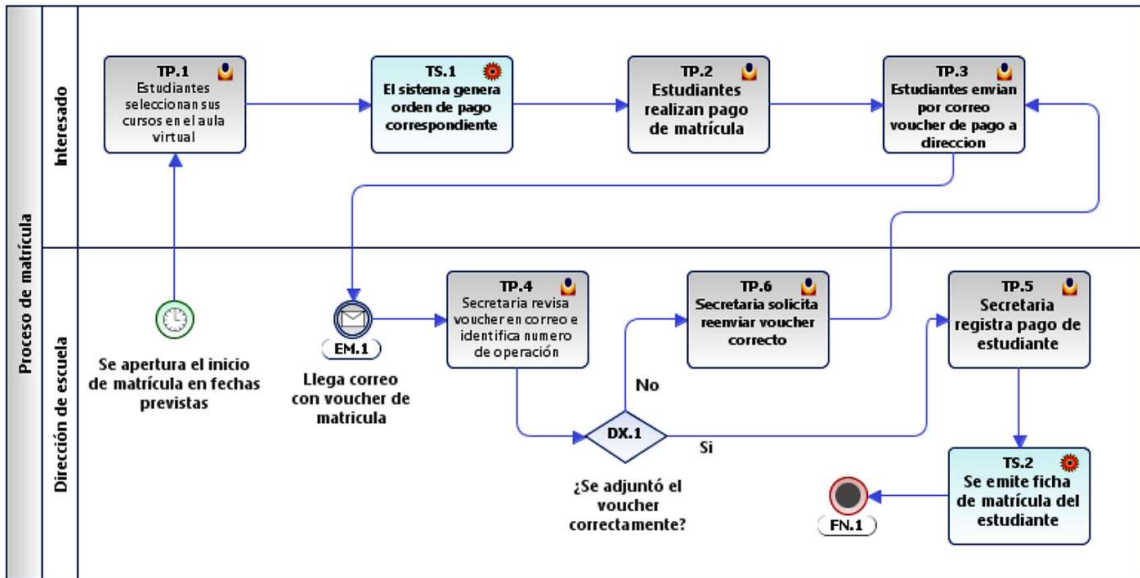 Proceso de matrícula
Interesado
TP.1
Estudiantes
seleccionan sus
cursos en el aula
virtual
TS.1
El sistema genera
orden de pago
correspondiente
TP.2
Estudiantes
realizan pago
de matrícula
TP.3
Estudiantes envian
por correo
voucher de pago a
direccion
Dirección de escuela
Se apertura el inicio
de matrícula en fechas
previstas
EM.1
Llega correo
con voucher de
matricula
TP.4
Secretaria revisa
voucher en correo e
identifica numero
de operación
DX.1
¿Se adjuntó el
voucher
correctamente?
No
Si
TP.6
Secretaria solicita
reenviar voucher
correcto
TP.5
Secretaria
registra pago de
estudiante
TS.2
Se emite ficha
de matrícula del
estudiante
FN.1